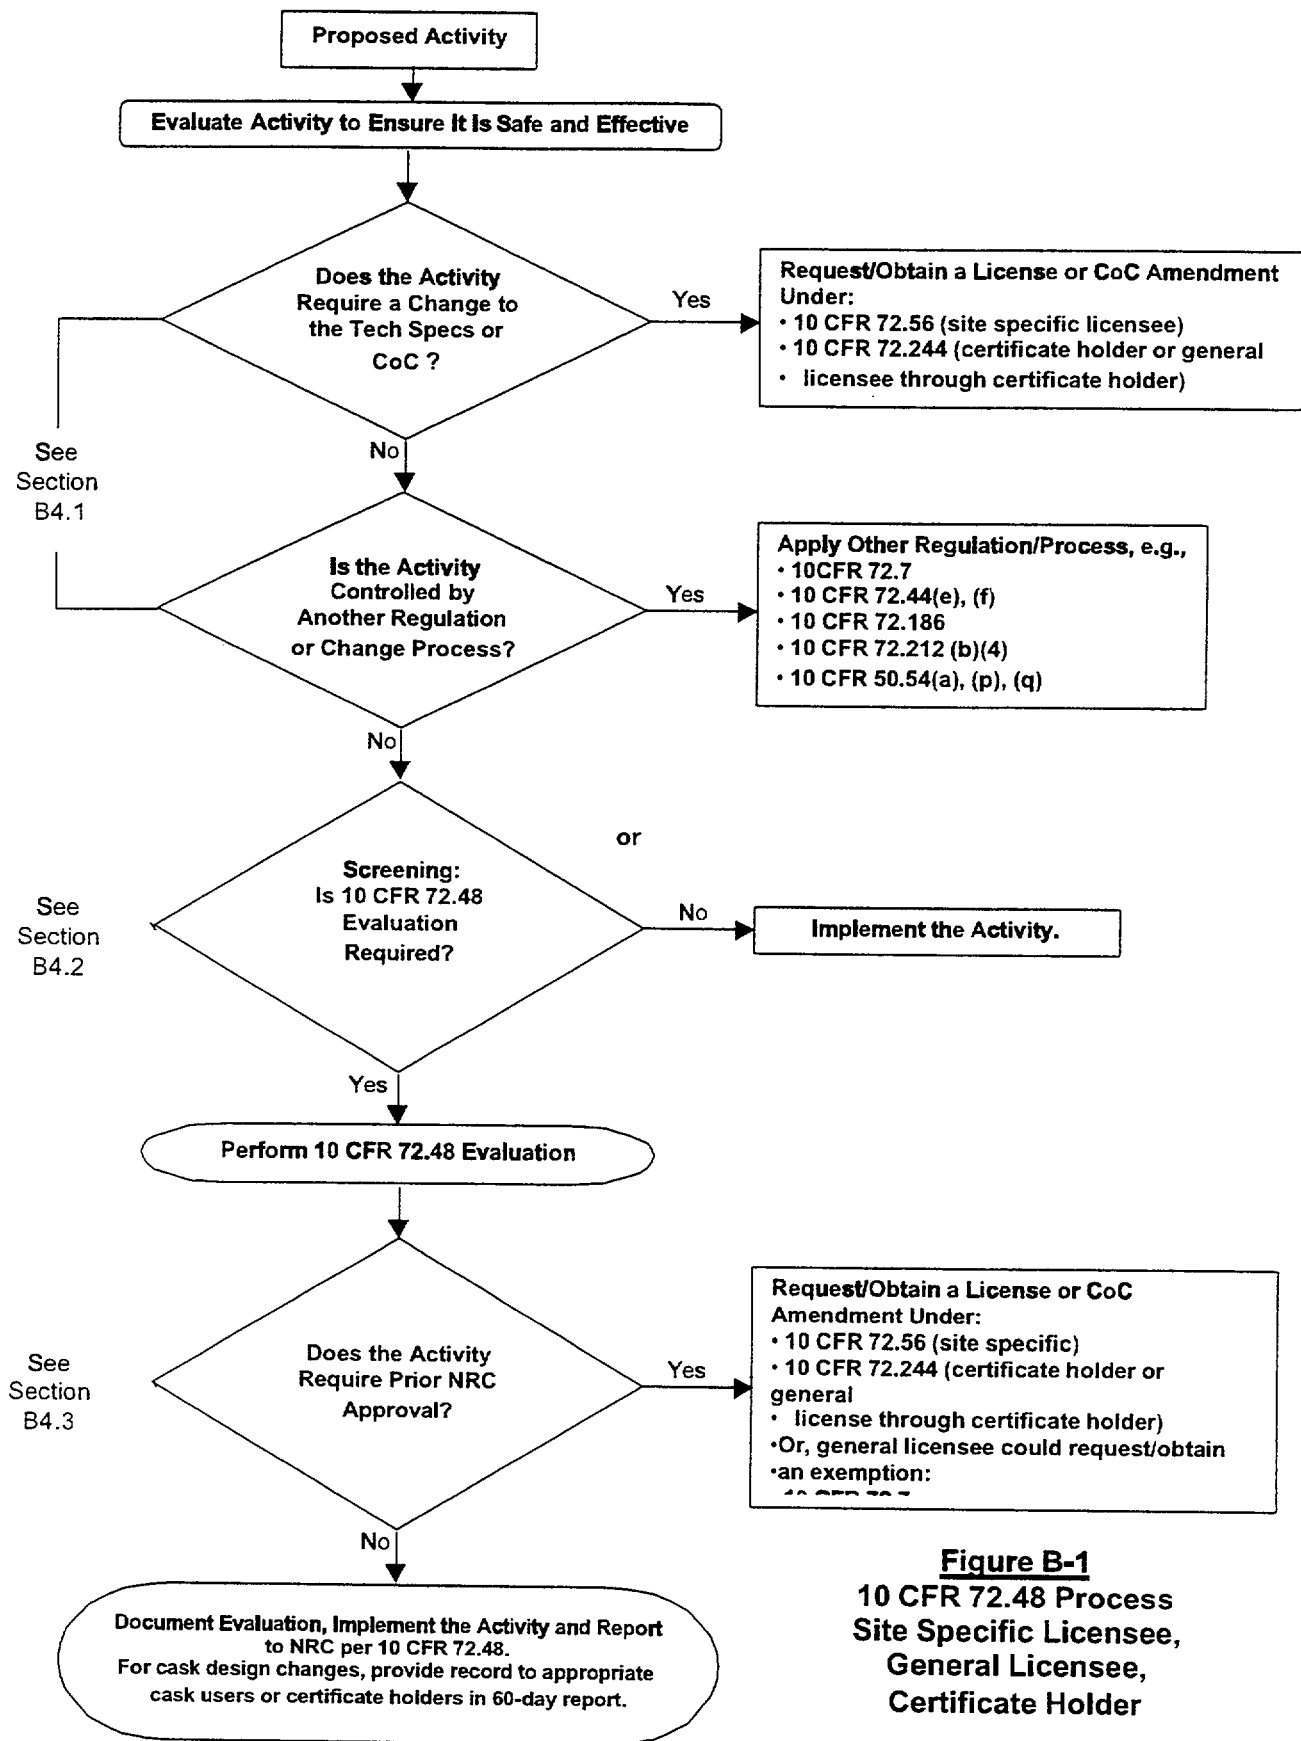 Proposed Activity
Evaluate Activity to Ensure It Is Safe and Effective
Does the Activity
Require a Change to
the Tech Specs or
CoC ?
Yes
Request/Obtain a License or CoC Amendment
Under:
• 10 CFR 72.56 (site specific licensee)
• 10 CFR 72.244 (certificate holder or general
• licensee through certificate holder)
No
See
Section
B4.1
Is the Activity
Controlled by
Another Regulation
or Change Process?
Yes
Apply Other Regulation/Process, e.g.,
• 10CFR 72.7
• 10 CFR 72.44(e), (f)
• 10 CFR 72.186
• 10 CFR 72.212 (b)(4)
• 10 CFR 50.54(a), (p), (q)
No
or
Screening:
Is 10 CFR 72.48
Evaluation
Required?
See
Section
B4.2
No
Implement the Activity.
Yes
Perform 10 CFR 72.48 Evaluation
See
Section
B4.3
Does the Activity
Require Prior NRC
Approval?
Yes
Request/Obtain a License or CoC
Amendment Under:
• 10 CFR 72.56 (site specific)
• 10 CFR 72.244 (certificate holder or
general
• license through certificate holder)
•Or, general licensee could request/obtain
•an exemption:
No
Document Evaluation, Implement the Activity and Report
to NRC per 10 CFR 72.48.
For cask design changes, provide record to appropriate
cask users or certificate holders in 60-day report.
Figure B-1
10 CFR 72.48 Process
Site Specific Licensee,
General Licensee,
Certificate Holder